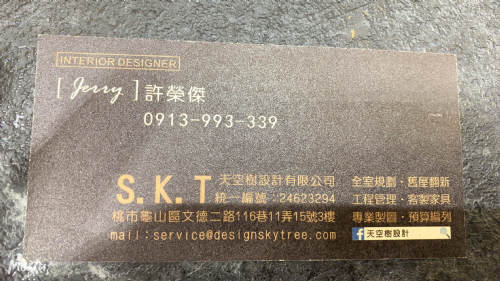 INTERIOR DESIGNER
[ Jerry ] 許榮傑
0913-993-339
S.K.T 天空樹設計有限公司
統一編號:24623294
桃市龜山區文德二路116巷11弄15號3樓
mail:service@designskytree.com
全室規劃·舊屋翻新
工程管理·客製家具
專業製圖·預算編列
f 天空樹設計